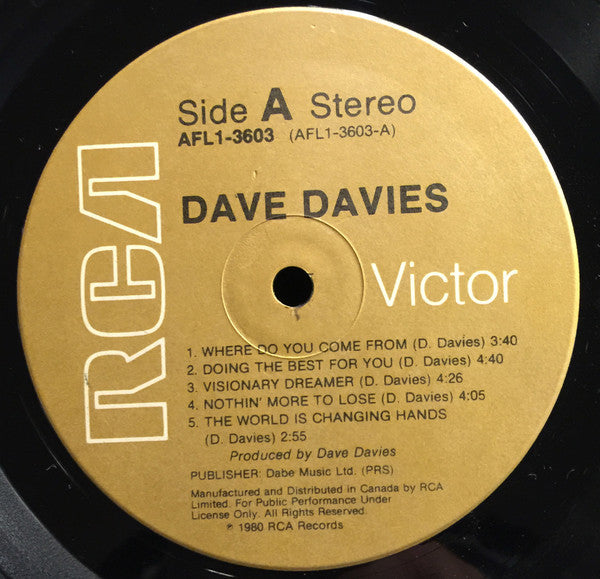 Side A Stereo
AFL1-3603 (AFL1-3603-A)
DAVE DAVIES
RCA
Victor
1. WHERE DO YOU COME FROM (D. Davies) 3:40
2. DOING THE BEST FOR YOU (D. Davies) 4:40
3. VISIONARY DREAMER (D. Davies) 4:26
4. NOTHIN' MORE TO LOSE (D. Davies) 4:05
5. THE WORLD IS CHANGING HANDS
(D. Davies) 2:55
Produced by Dave Davies
PUBLISHER: Dabe Music Ltd. (PRS)
Manufactured and Distributed in Canada by RCA
Limited. For Public Performance Under
License Only. All Rights Reserved.
℗ 1980 RCA Records